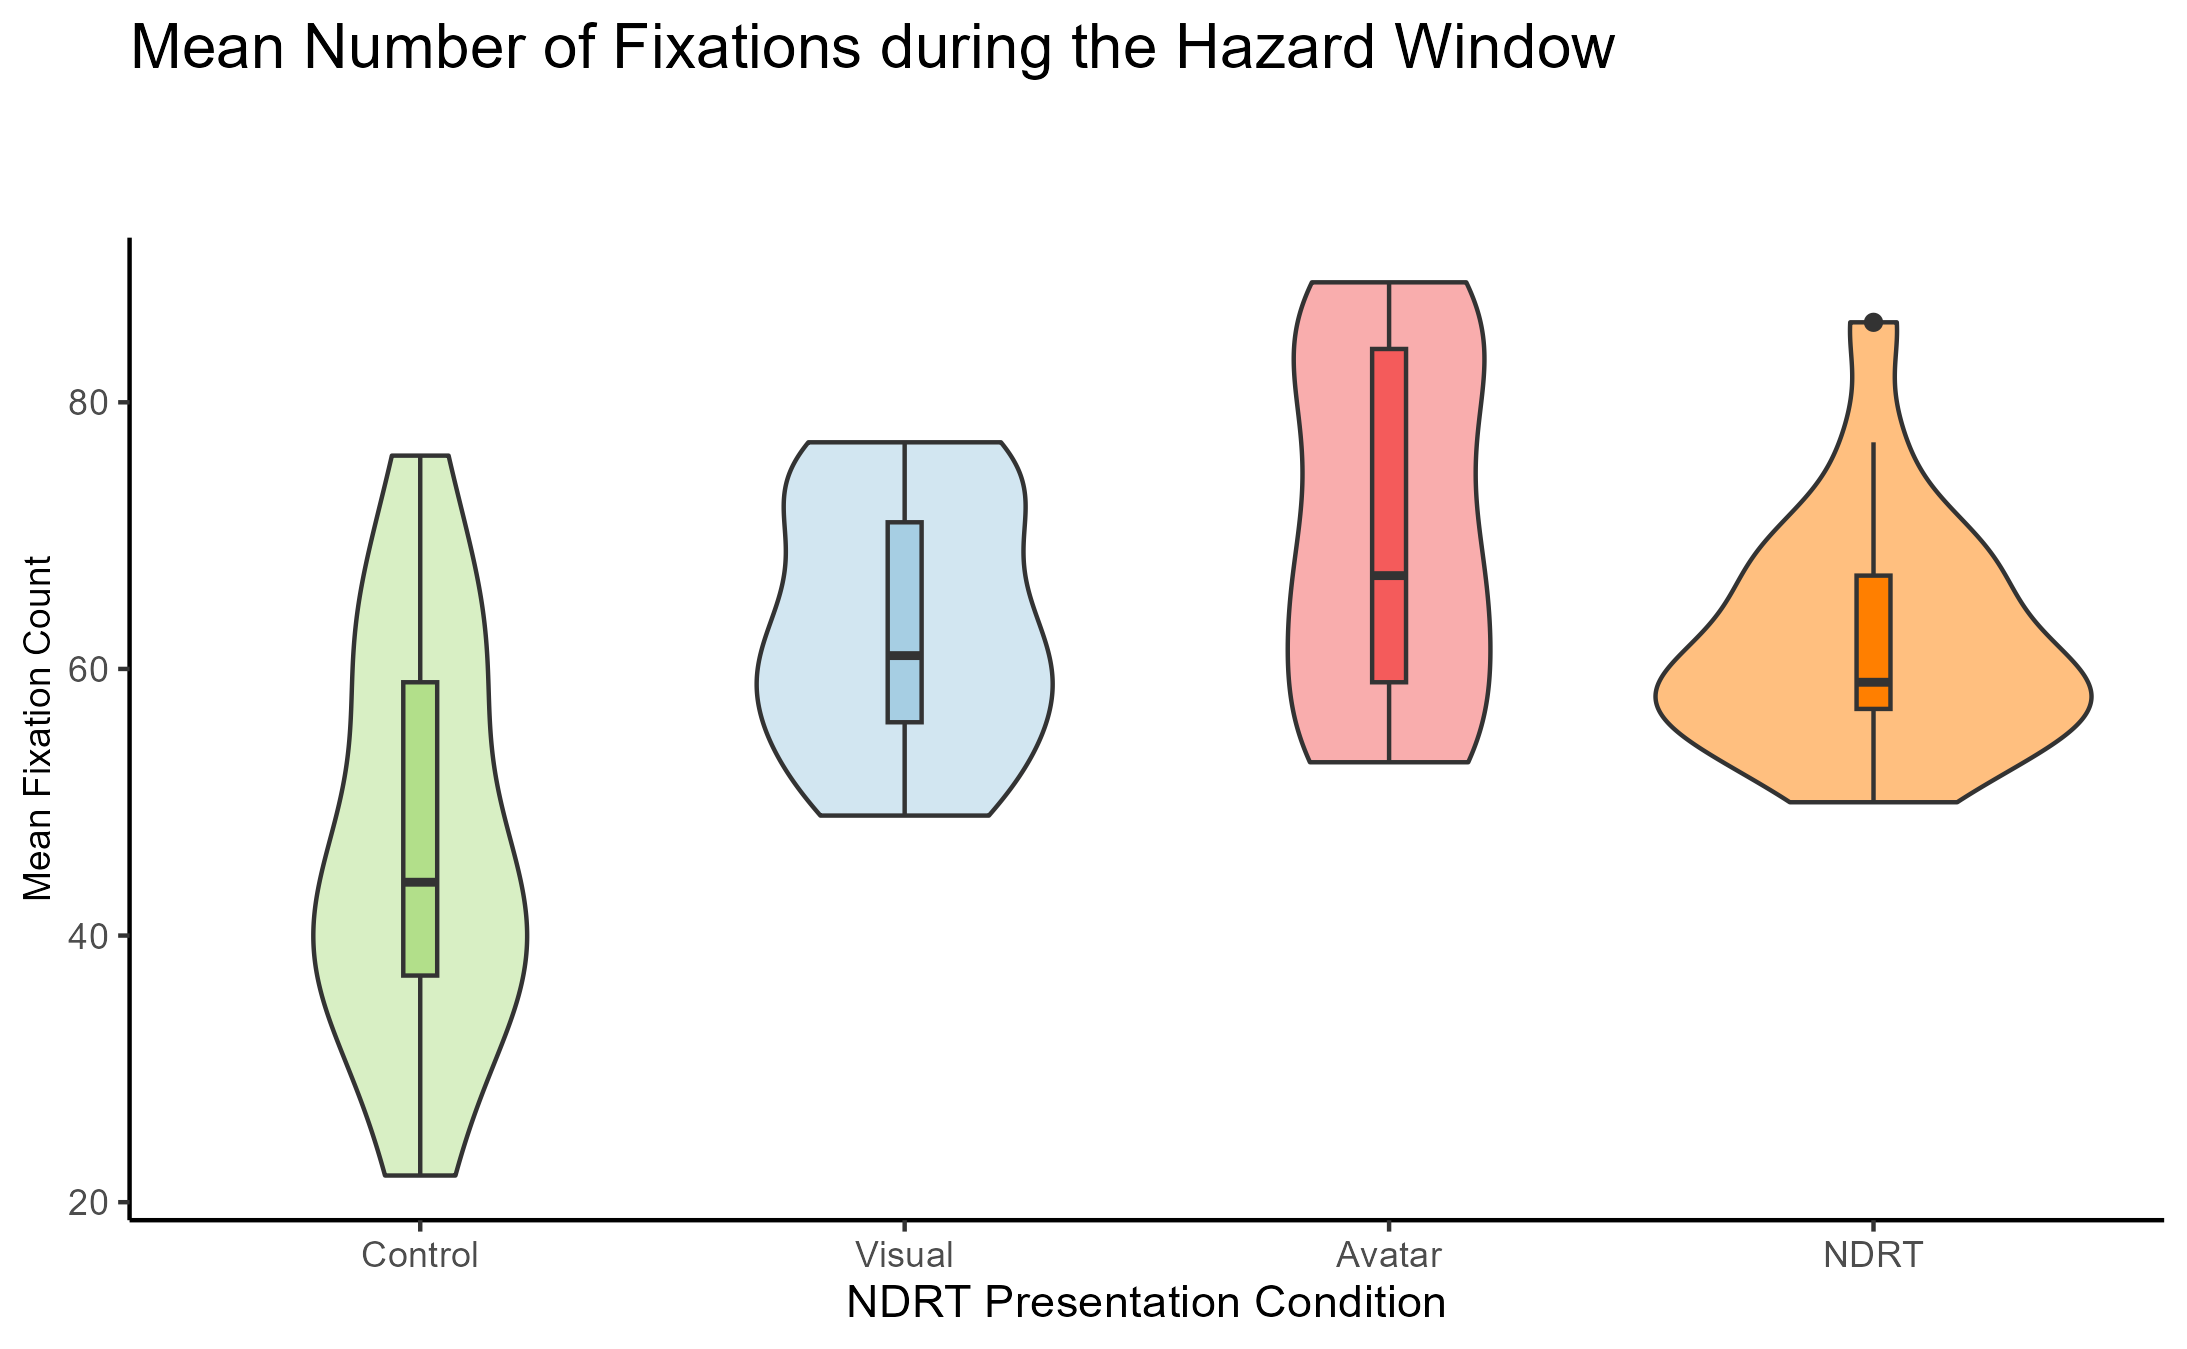 Mean Number of Fixations during the Hazard Window
Mean Fixation Count
80
60
40
20
Control
Visual
Avatar
NDRT
NDRT Presentation Condition